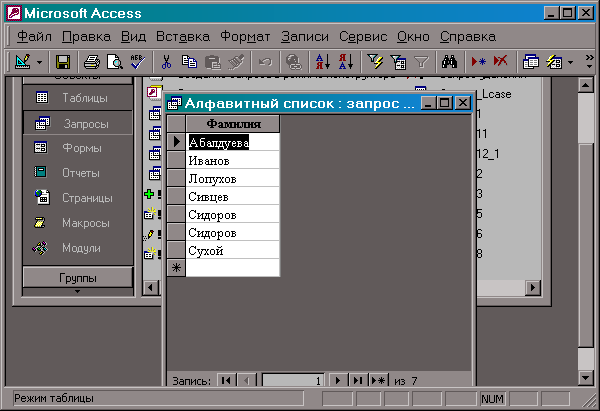 Microsoft Access
Файл Правка Вид Вставка Формат Записи Сервис Окно Справка
Таблицы
Запросы
Формы
Отчеты
Страницы
Макросы
Модули
Группы
_Lcase
1
11
12_1
2
3
5
6
8
Алфавитный список : запрос ...
Фамилия
Абалдуева
Иванов
Лопухов
Сивцев
Сидоров
Сидоров
Сухой
Запись: 1 из 7
Режим таблицы NUM